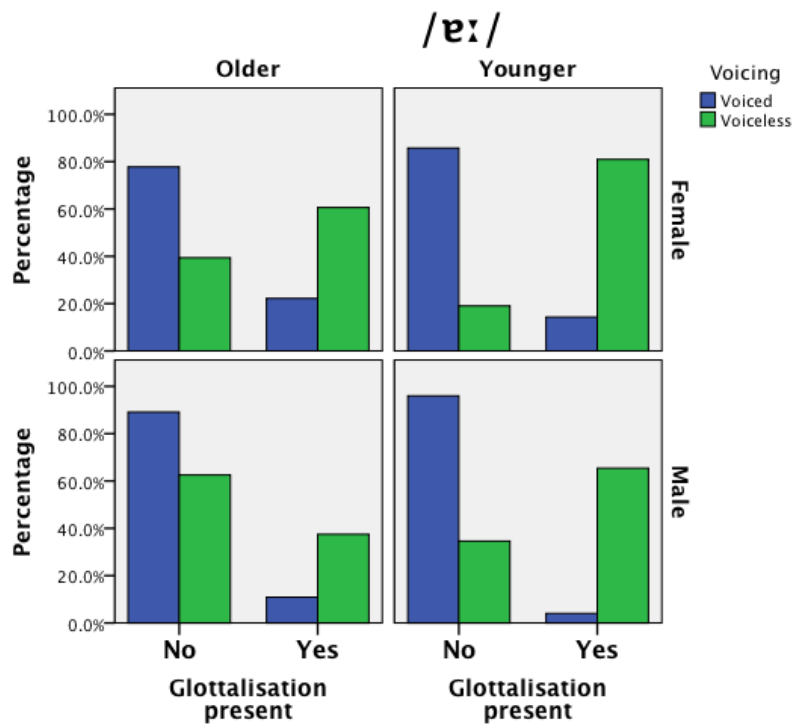 /ɐː/
Older
Younger
Voicing
Voiced
Voiceless
Percentage
100.0%
80.0%
60.0%
40.0%
20.0%
0.0%
Female
Percentage
100.0%
80.0%
60.0%
40.0%
20.0%
0.0%
Male
No Yes
No Yes
Glottalisation
present
Glottalisation
present